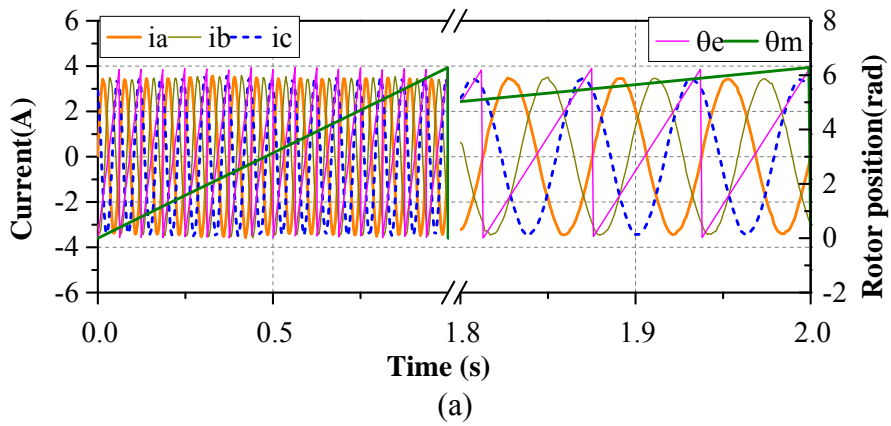 ia ib ic
θe θm
6
4
2
0
-2
-4
-6
Current(A)
8
6
4
2
0
-2
Rotor position(rad)
0.0 0.5 1.8 1.9 2.0
Time (s)
(a)